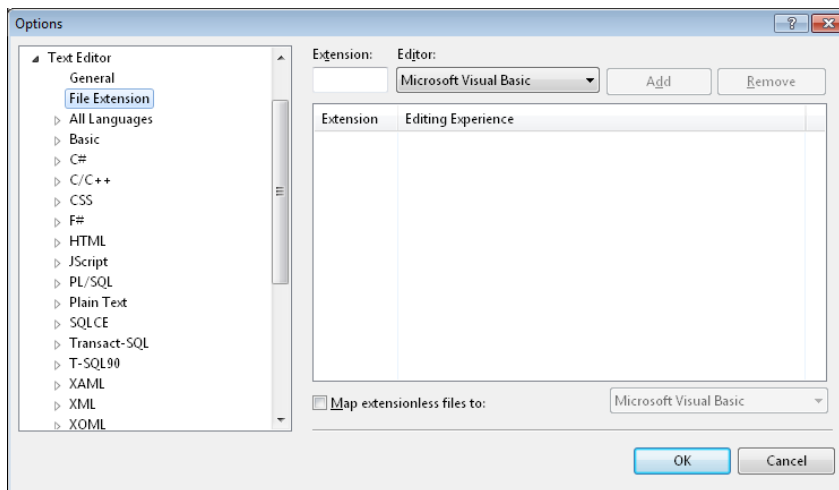 Options
Text Editor
General
File Extension
All Languages
Basic
C#
C/C++
CSS
F#
HTML
JScript
PL/SQL
Plain Text
SQLCE
Transact-SQL
T-SQL90
XAML
XML
XOML
Extension: Editor:
Microsoft Visual Basic Add Remove
Extension Editing Experience
Map extensionless files to: Microsoft Visual Basic
OK Cancel